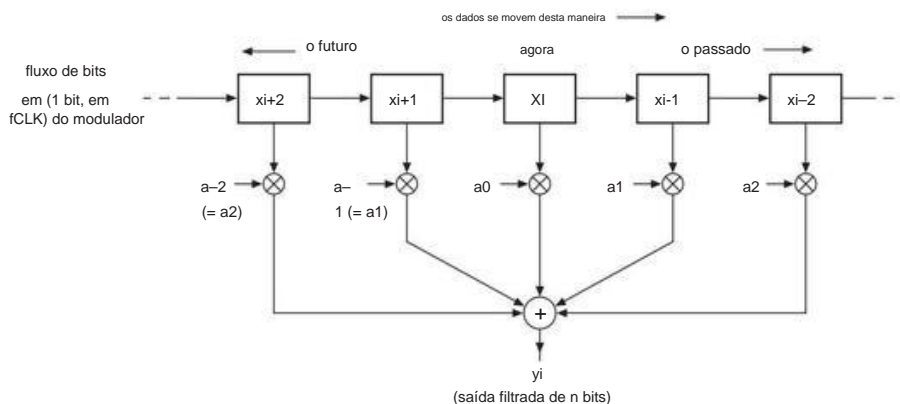 os dados se movem desta maneira
o futuro
agora
o passado
fluxo de bits
em (1 bit, em
fCLK) do modulador
xi+2
xi+1
XI
xi-1
xi–2
a–2
(= a2)
a–
1 (= a1)
a0
a1
a2
+
yi
(saída filtrada de n bits)